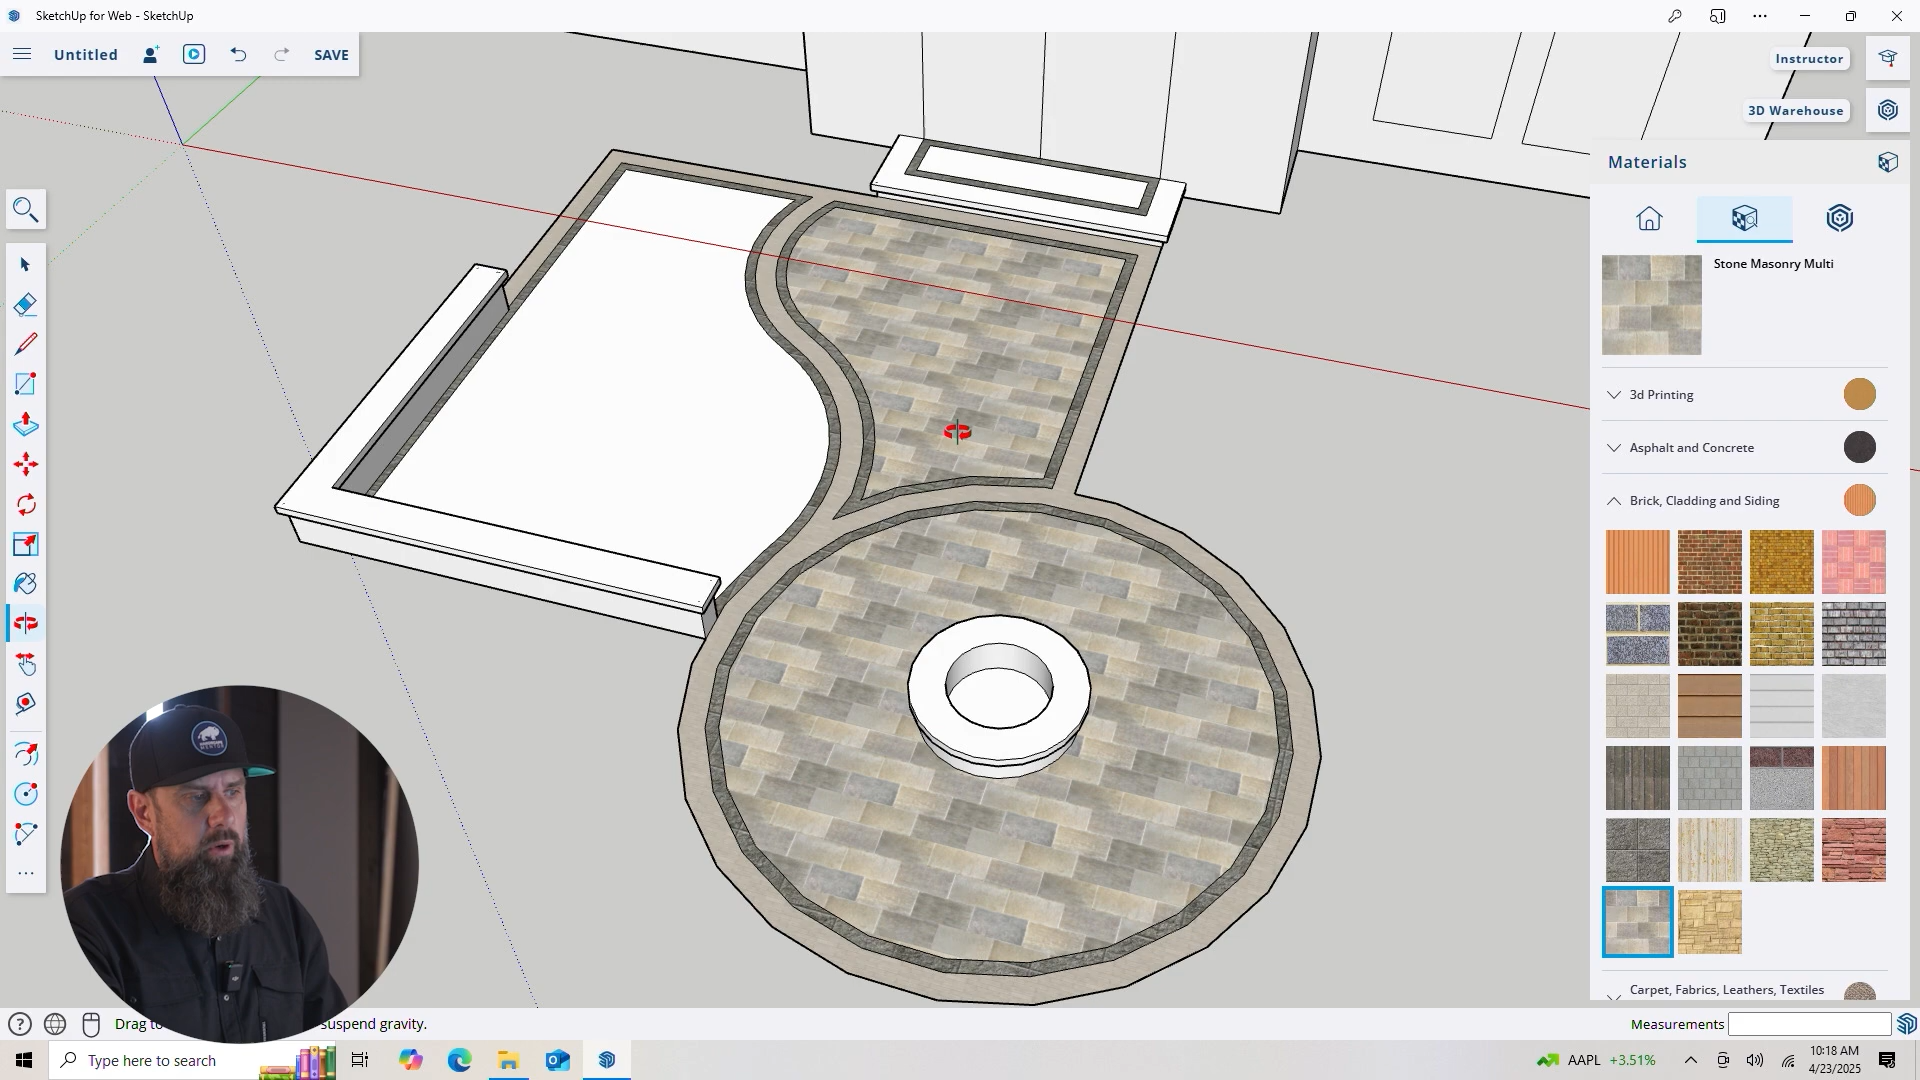 SketchUp for Web - SketchUp
Untitled
SAVE
Instructor
3D Warehouse
Materials
Stone Masonry Multi
3d Printing
Asphalt and Concrete
Brick, Cladding and Siding
Carpet, Fabrics, Leathers, Textiles
Drag to
suspend gravity.
Measurements
Type here to search
AAPL +3.51%
10:18 AM
4/23/2025